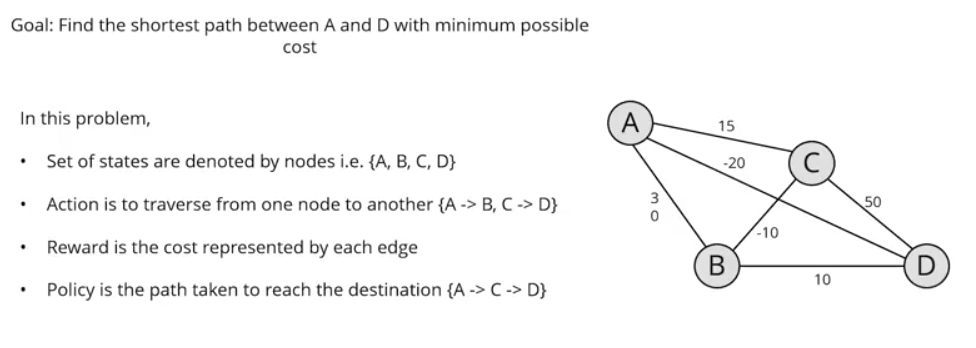 Goal: Find the shortest path between A and D with minimum possible
cost
In this problem,
• Set of states are denoted by nodes i.e. {A, B, C, D}
• Action is to traverse from one node to another {A -> B, C -> D}
• Reward is the cost represented by each edge
• Policy is the path taken to reach the destination {A -> C -> D}
A
15
-20
C
3
0
50
-10
B
D
10